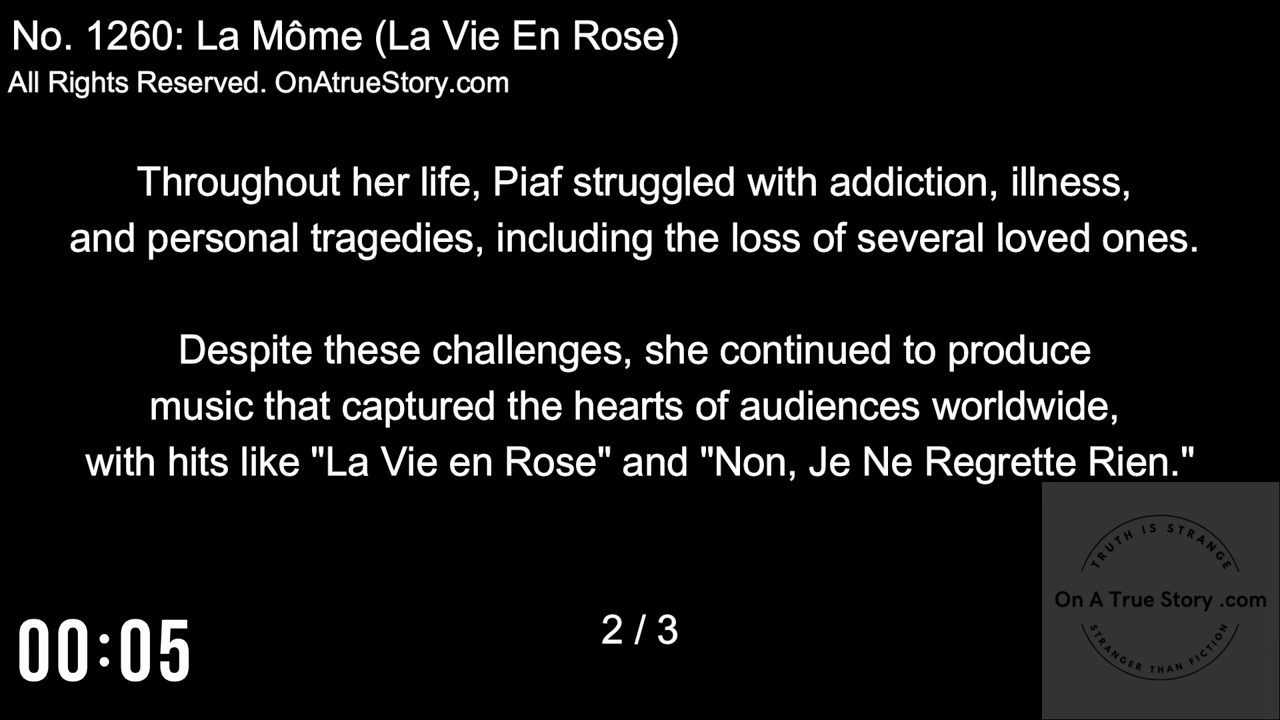 No. 1260: La Môme (La Vie En Rose)
All Rights Reserved. OnAtrueStory.com
Throughout her life, Piaf struggled with addiction, illness,
and personal tragedies, including the loss of several loved ones.
Despite these challenges, she continued to produce
music that captured the hearts of audiences worldwide,
with hits like "La Vie en Rose" and "Non, Je Ne Regrette Rien."
TRUTH IS STRANGE
On A True Story .com
STRANGER THAN FICTION
00:05
2 / 3